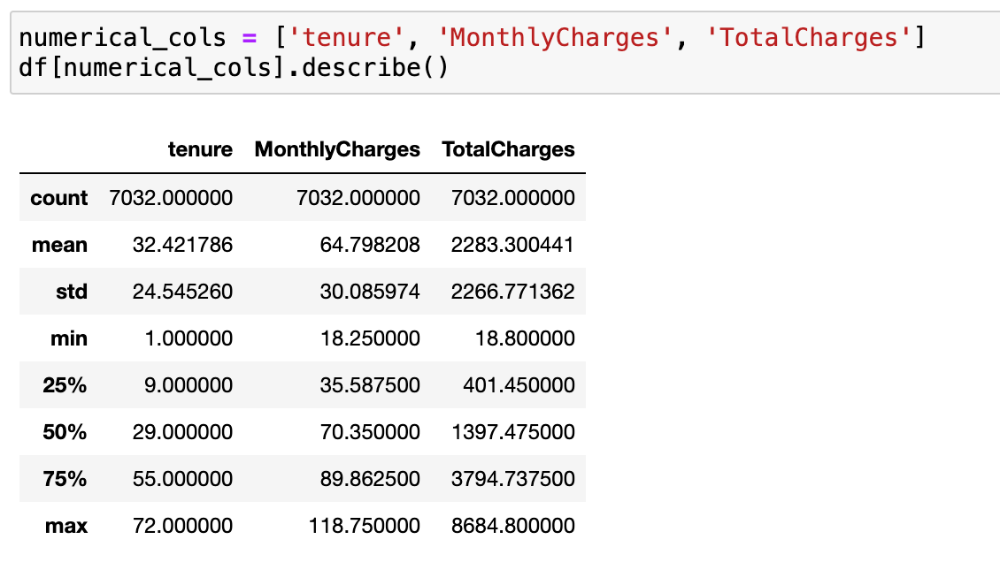 numerical_cols = ['tenure', 'MonthlyCharges', 'TotalCharges']
df[numerical_cols].describe()
tenure MonthlyCharges TotalCharges
count 7032.000000 7032.000000 7032.000000
mean 32.421786 64.798208 2283.300441
std 24.545260 30.085974 2266.771362
min 1.000000 18.250000 18.800000
25% 9.000000 35.587500 401.450000
50% 29.000000 70.350000 1397.475000
75% 55.000000 89.862500 3794.737500
max 72.000000 118.750000 8684.800000